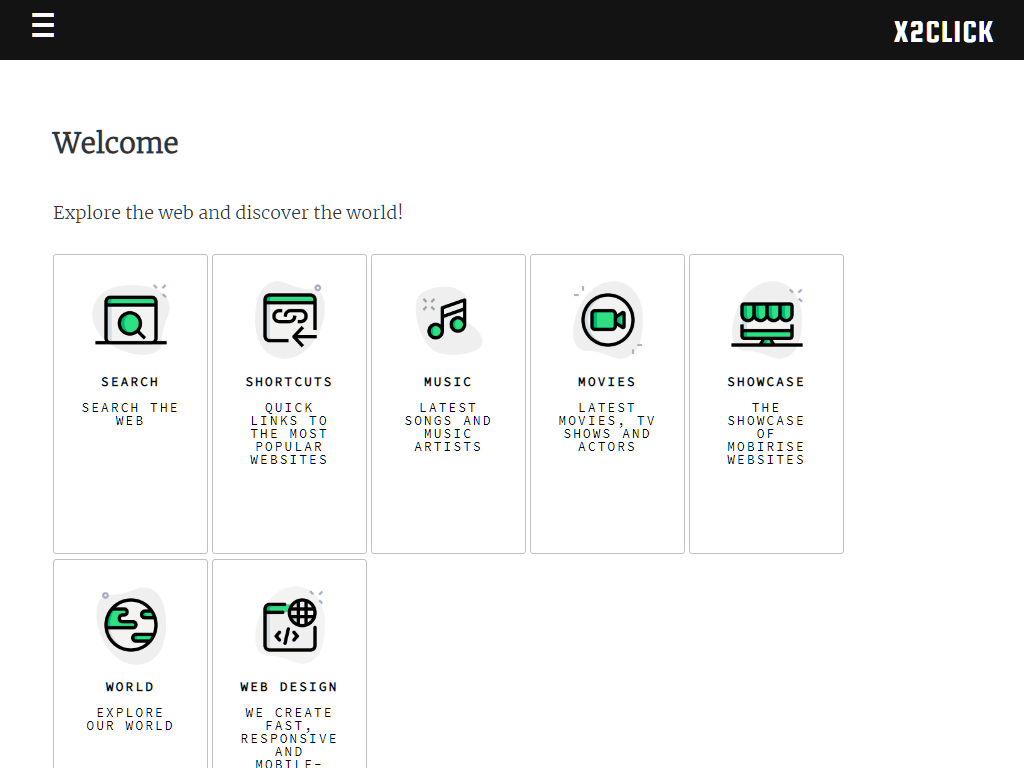 X2CLICK
Welcome
Explore the web and discover the world!
SEARCH
SEARCH THE
WEB
SHORTCUTS
QUICK
LINKS TO
THE MOST
POPULAR
WEBSITES
MUSIC
LATEST
SONGS AND
MUSIC
ARTISTS
MOVIES
LATEST
MOVIES, TV
SHOWS AND
ACTORS
SHOWCASE
THE
SHOWCASE
OF
MOBIRISE
WEBSITES
WORLD
EXPLORE
OUR WORLD
WEB DESIGN
WE CREATE
FAST,
RESPONSIVE
AND
MOBILE-